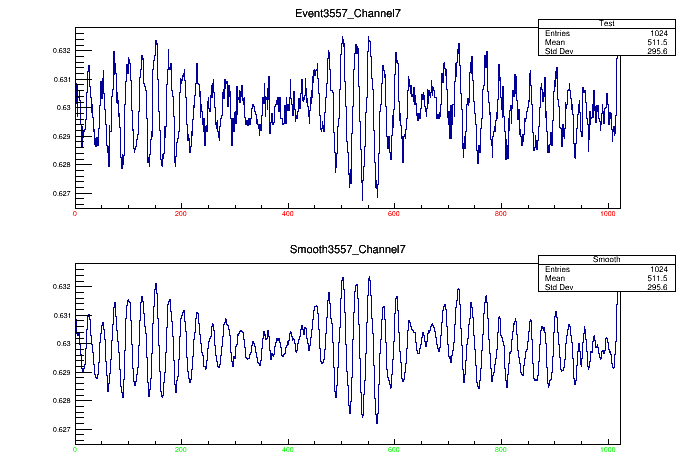 Event3557_Channel7
Test
Entries 1024
Mean 511.5
Std Dev 295.6
0.632
0.631
0.63
0.629
0.628
0.627
0 200 400 600 800 1000
Smooth3557_Channel7
Smooth
Entries 1024
Mean 511.5
Std Dev 295.6
0.632
0.631
0.63
0.629
0.628
0.627
0 200 400 600 800 1000